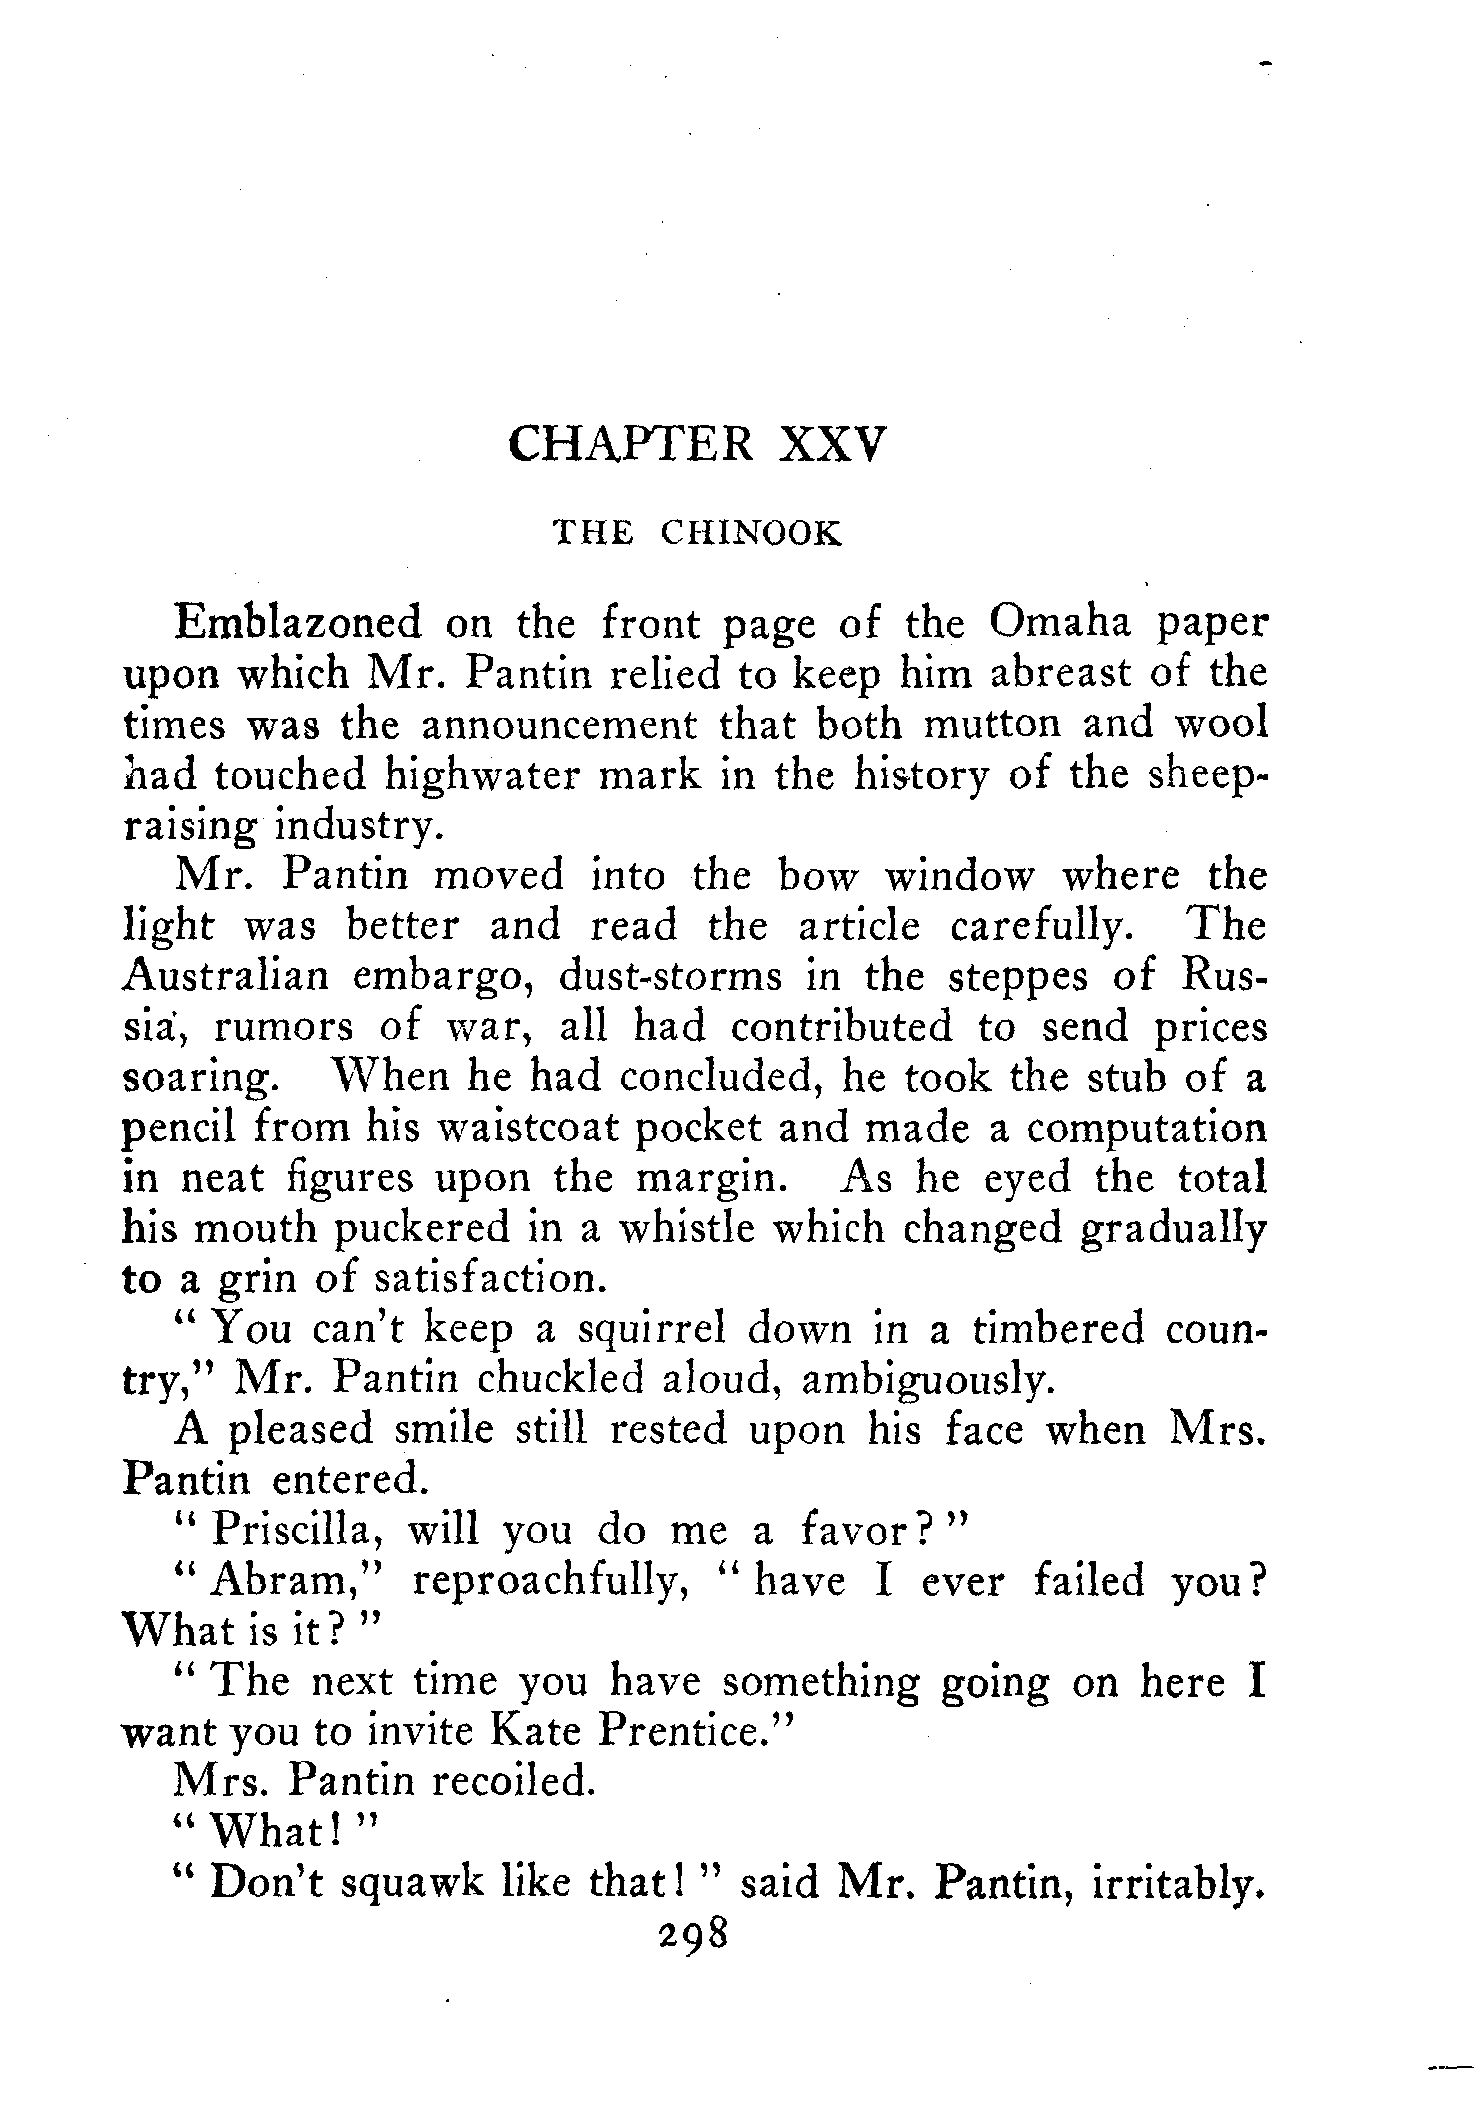 CHAPTER XXV
THE CHINOOK
Emblazoned on the front page of the Omaha paper
upon which Mr. Pantin relied to keep him abreast of the
times was the announcement that both mutton and wool
had touched highwater mark in the history of the sheep-
raising industry.
Mr. Pantin moved into the bow window where the
light was better and read the article carefully. The
Australian embargo, dust-storms in the steppes of Rus-
sia, rumors of war, all had contributed to send prices
soaring. When he had concluded, he took the stub of a
pencil from his waistcoat pocket and made a computation
in neat figures upon the margin. As he eyed the total
his mouth puckered in a whistle which changed gradually
to a grin of satisfaction.
" You can't keep a squirrel down in a timbered coun-
try," Mr. Pantin chuckled aloud, ambiguously.
A pleased smile still rested upon his face when Mrs.
Pantin entered.
" Priscilla, will you do me a favor? "
" Abram," reproachfully, " have I ever failed you?
What is it? "
" The next time you have something going on here I
want you to invite Kate Prentice."
Mrs. Pantin recoiled.
" What! "
" Don't squawk like that! " said Mr. Pantin, irritably.
298